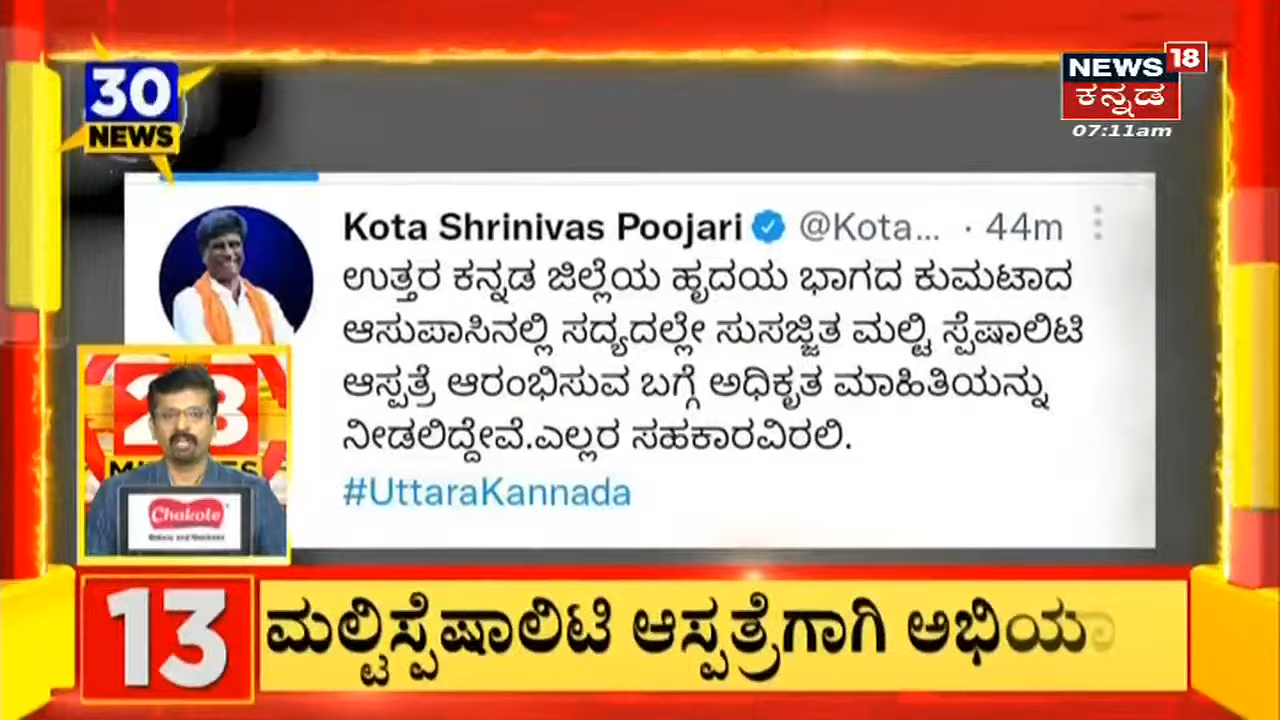 30
NEWS
NEWS 18
ಕನ್ನಡ
07:11am
Kota Shrinivas Poojari @Kota... · 44m
ಉತ್ತರ ಕನ್ನಡ ಜಿಲ್ಲೆಯ ಹೃದಯ ಭಾಗದ ಕುಮಟಾದ
ಆಸುಪಾಸಿನಲ್ಲಿ ಸದ್ಯದಲ್ಲೇ ಸುಸಜ್ಜಿತ ಮಲ್ಟಿ ಸ್ಪೆಷಾಲಿಟಿ
ಆಸ್ಪತ್ರೆ ಆರಂಭಿಸುವ ಬಗ್ಗೆ ಅಧಿಕೃತ ಮಾಹಿತಿಯನ್ನು
ನೀಡಲಿದ್ದೇವೆ.ಎಲ್ಲರ ಸಹಕಾರವಿರಲಿ.
#UttaraKannada
Chakote
13
ಮಲ್ಟಿಸ್ಪೆಷಾಲಿಟಿ ಆಸ್ಪತ್ರೆಗಾಗಿ ಅಭಿಯಾ